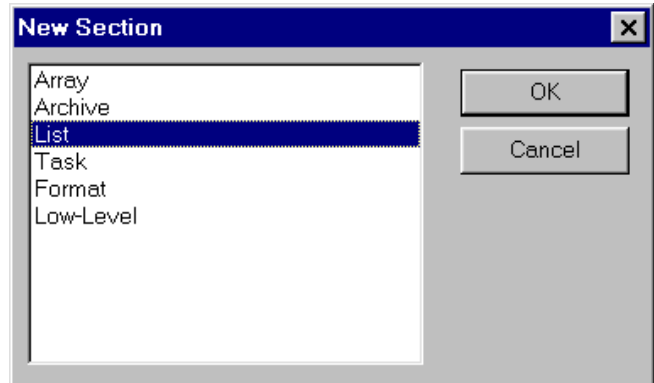 New Section
Array
Archive
List
Task
Format
Low-Level
OK
Cancel